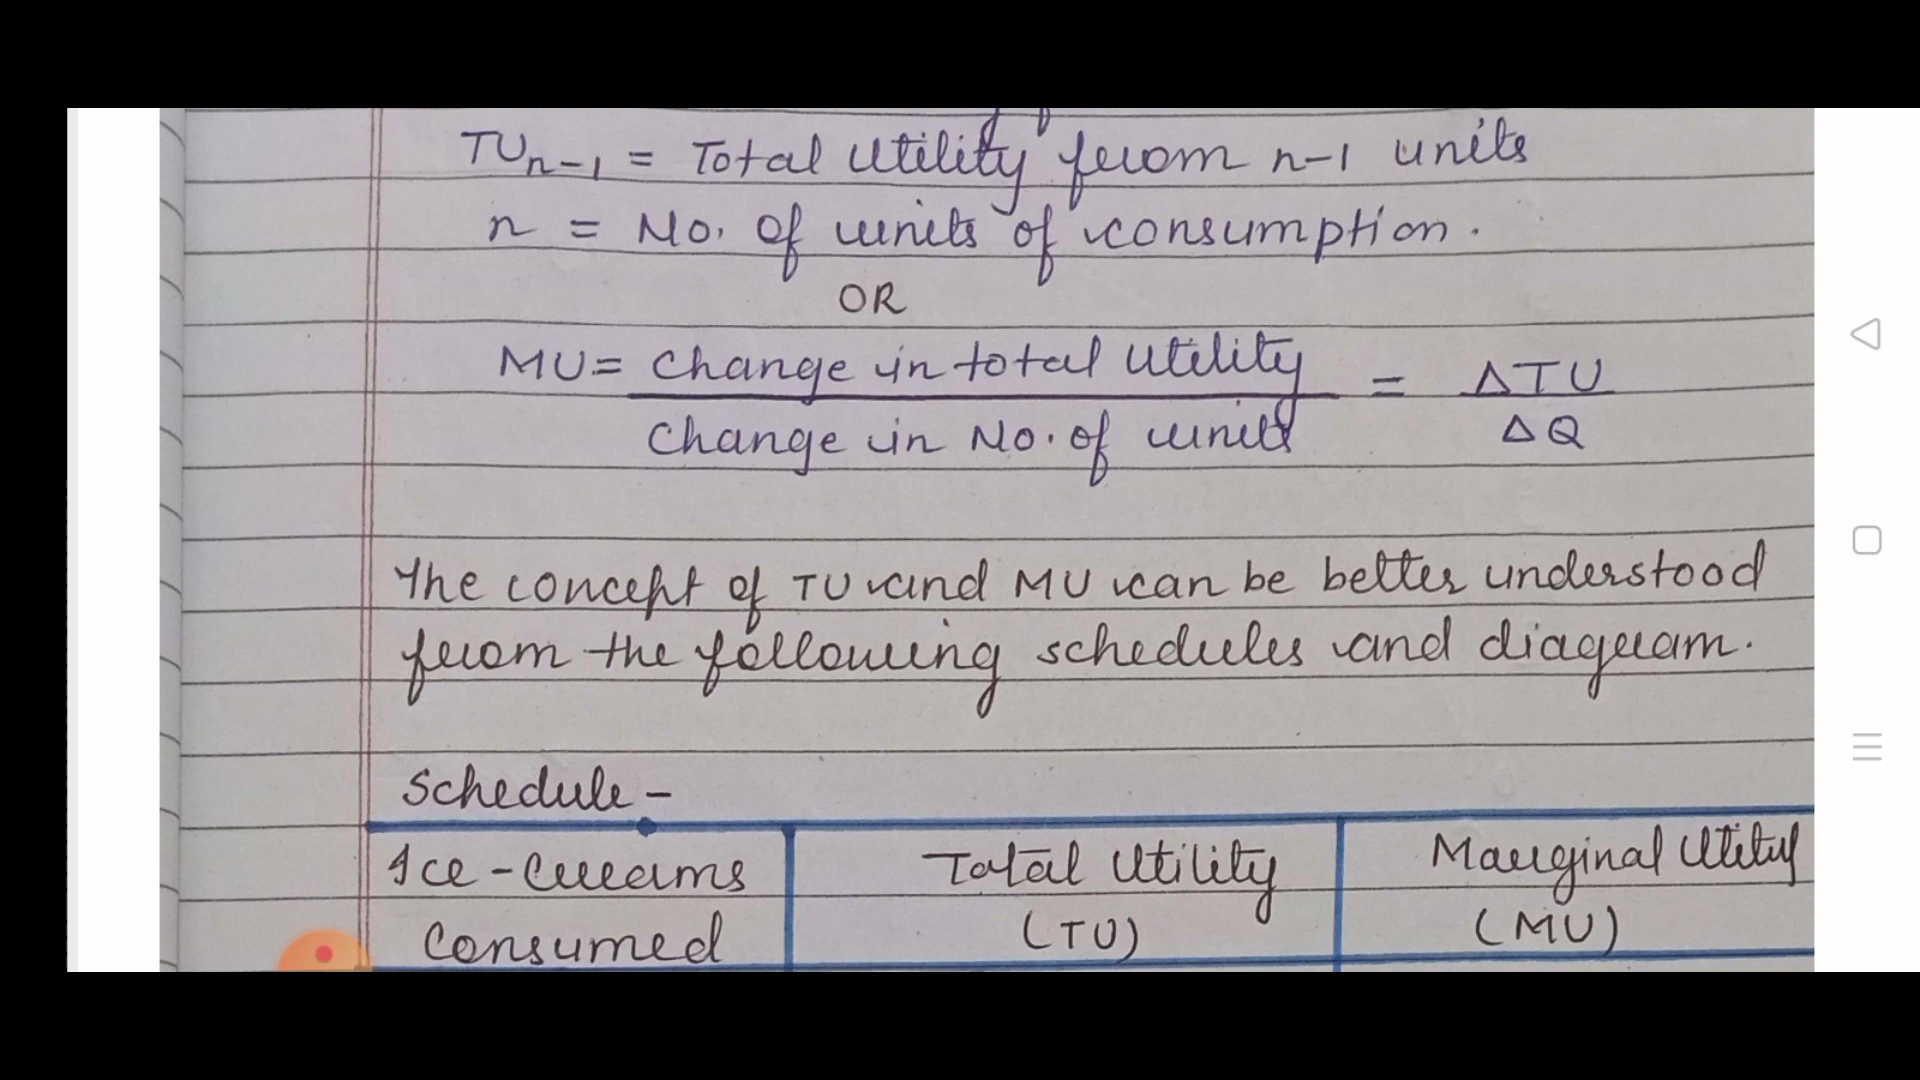 TUn-1 = Total Utility from n-1 units
n = No. of units of consumption.
OR
MU = Change in total Utility = ΔTU
Change in No. of units ΔQ
The concept of TU and MU can be better understood
from the following schedules and diagram.
Schedule -
Ice-Creams Total Utility Marginal Utility
Consumed (TU) (MU)